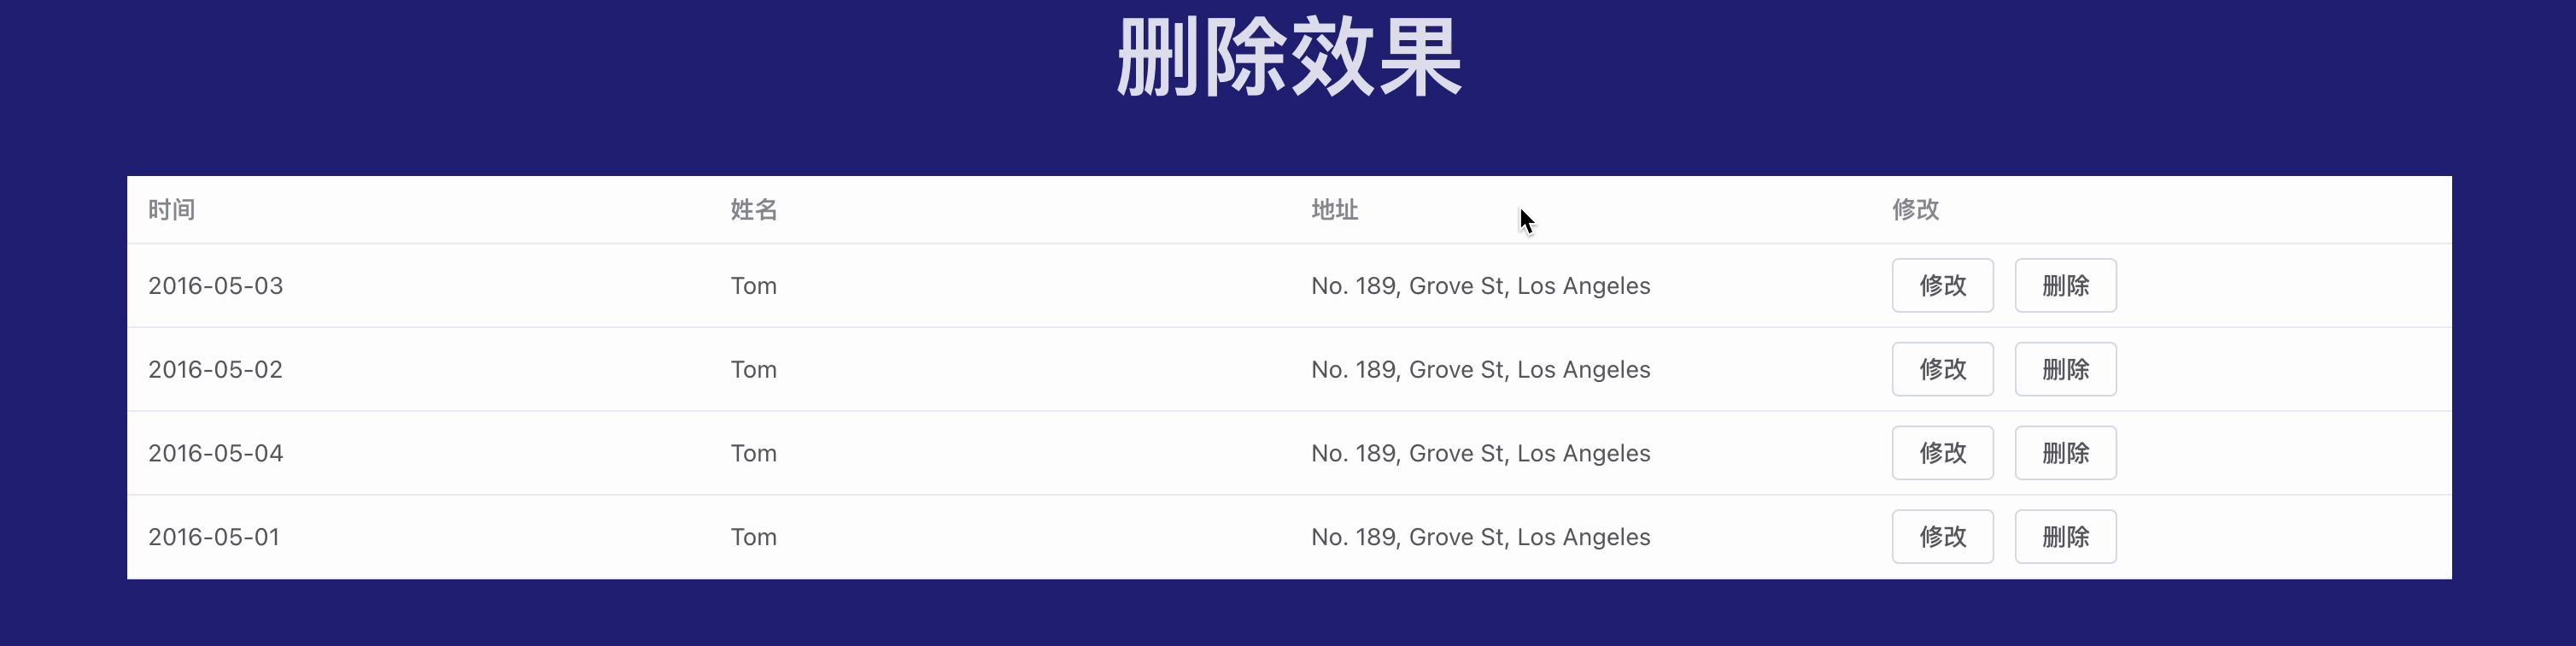 删除效果
时间 姓名 地址 修改
2016-05-03 Tom No. 189, Grove St, Los Angeles 修改 删除
2016-05-02 Tom No. 189, Grove St, Los Angeles 修改 删除
2016-05-04 Tom No. 189, Grove St, Los Angeles 修改 删除
2016-05-01 Tom No. 189, Grove St, Los Angeles 修改 删除